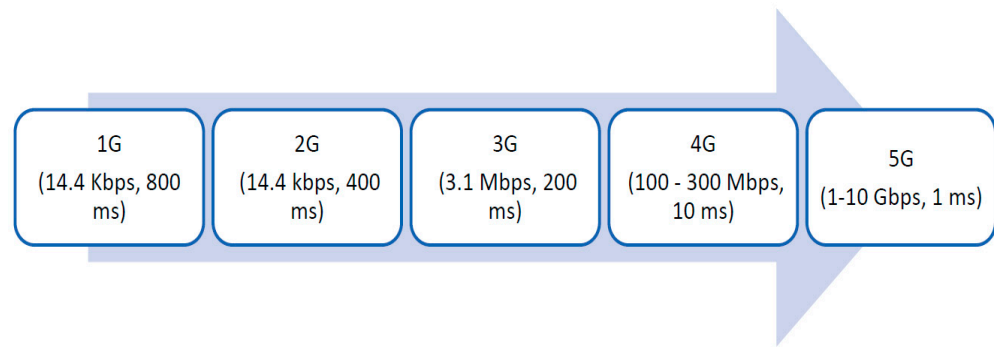 1G
(14.4 Kbps, 800
ms)
2G
(14.4 kbps, 400
ms)
3G
(3.1 Mbps, 200
ms)
4G
(100 - 300 Mbps,
10 ms)
5G
(1-10 Gbps, 1 ms)